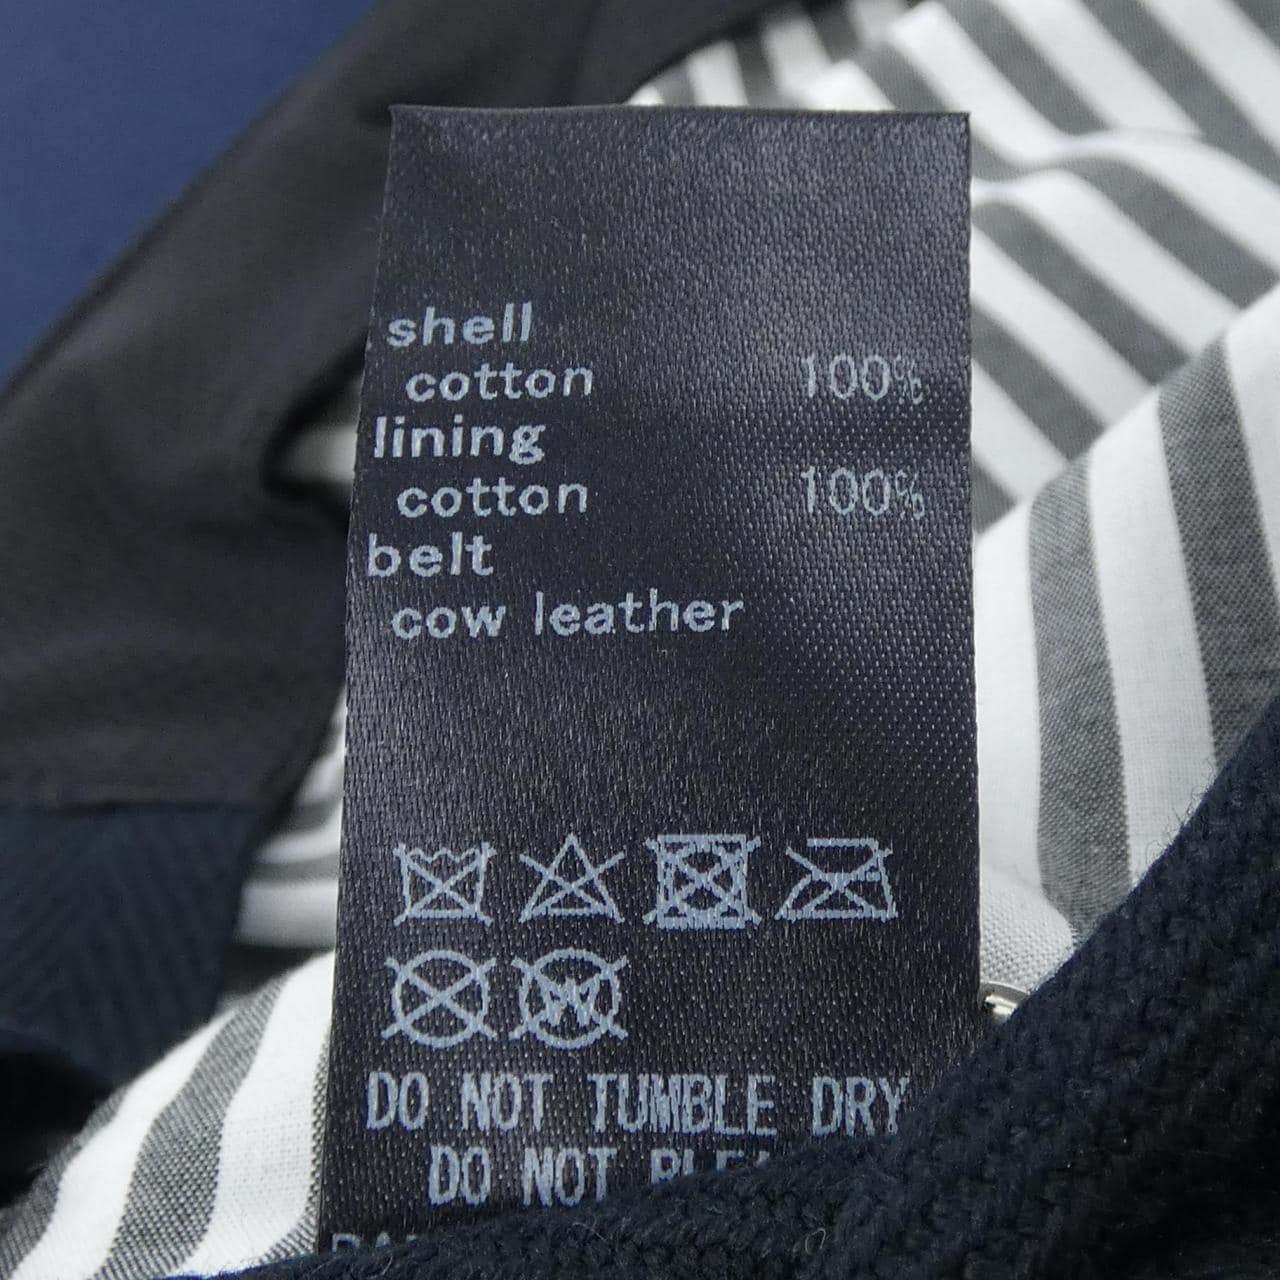 shell
cotton 100%
lining
cotton 100%
belt
cow leather
W
DO NOT TUMBLE DRY
DO NOT